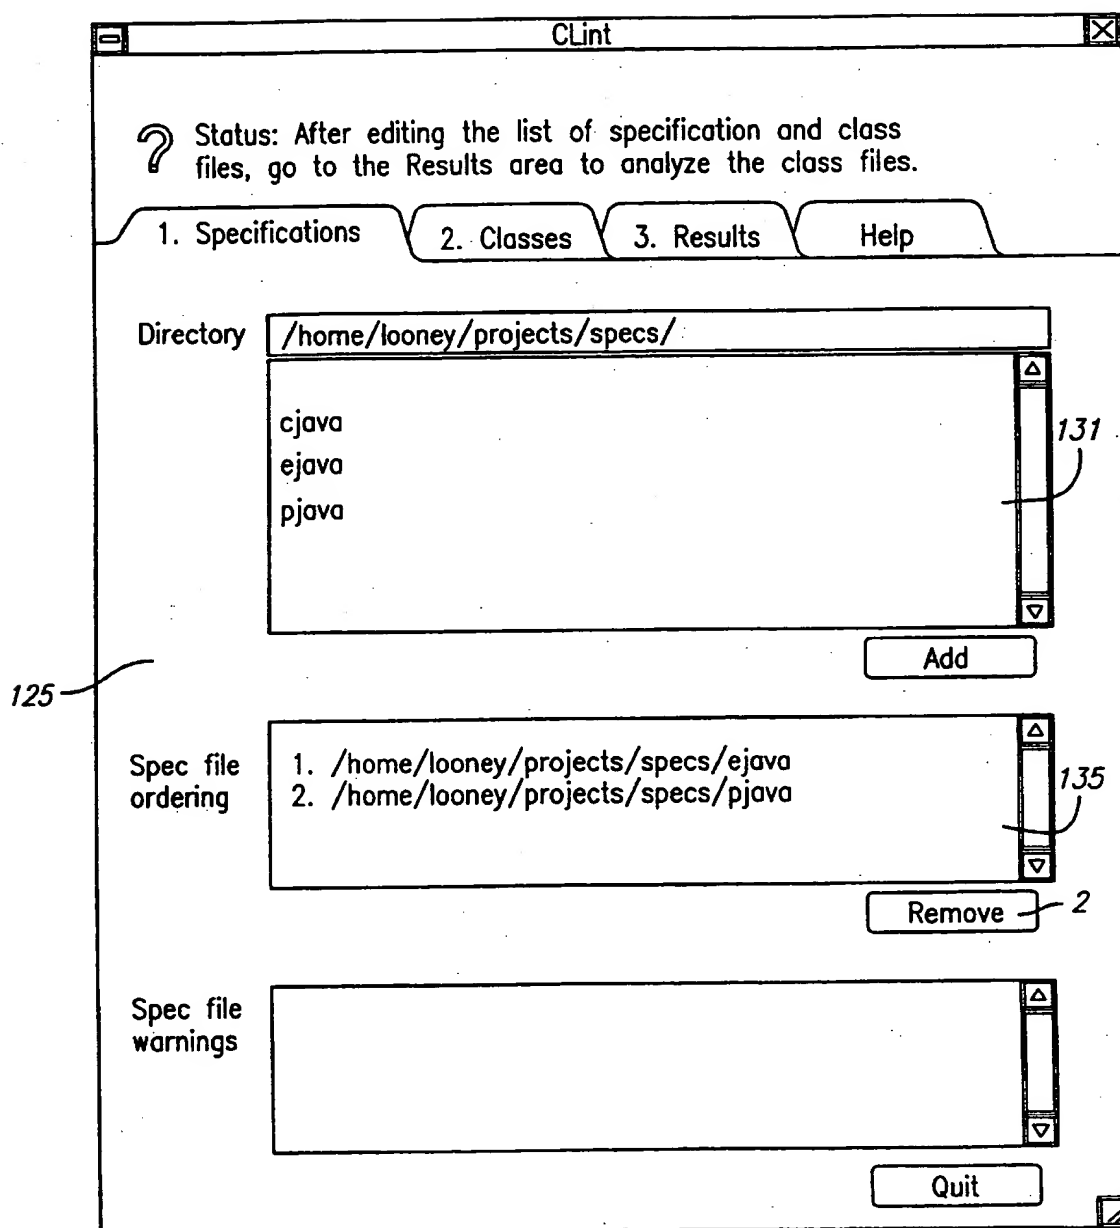 CLint
Status: After editing the list of specification and class
files, go to the Results area to analyze the class files.
1. Specifications
2. Classes
3. Results
Help
Directory
/home/looney/projects/specs/
cjava
ejava
pjava
131
Add
125
Spec file
ordering
1. /home/looney/projects/specs/ejava
2. /home/looney/projects/specs/pjava
135
Remove
2
Spec file
warnings
Quit